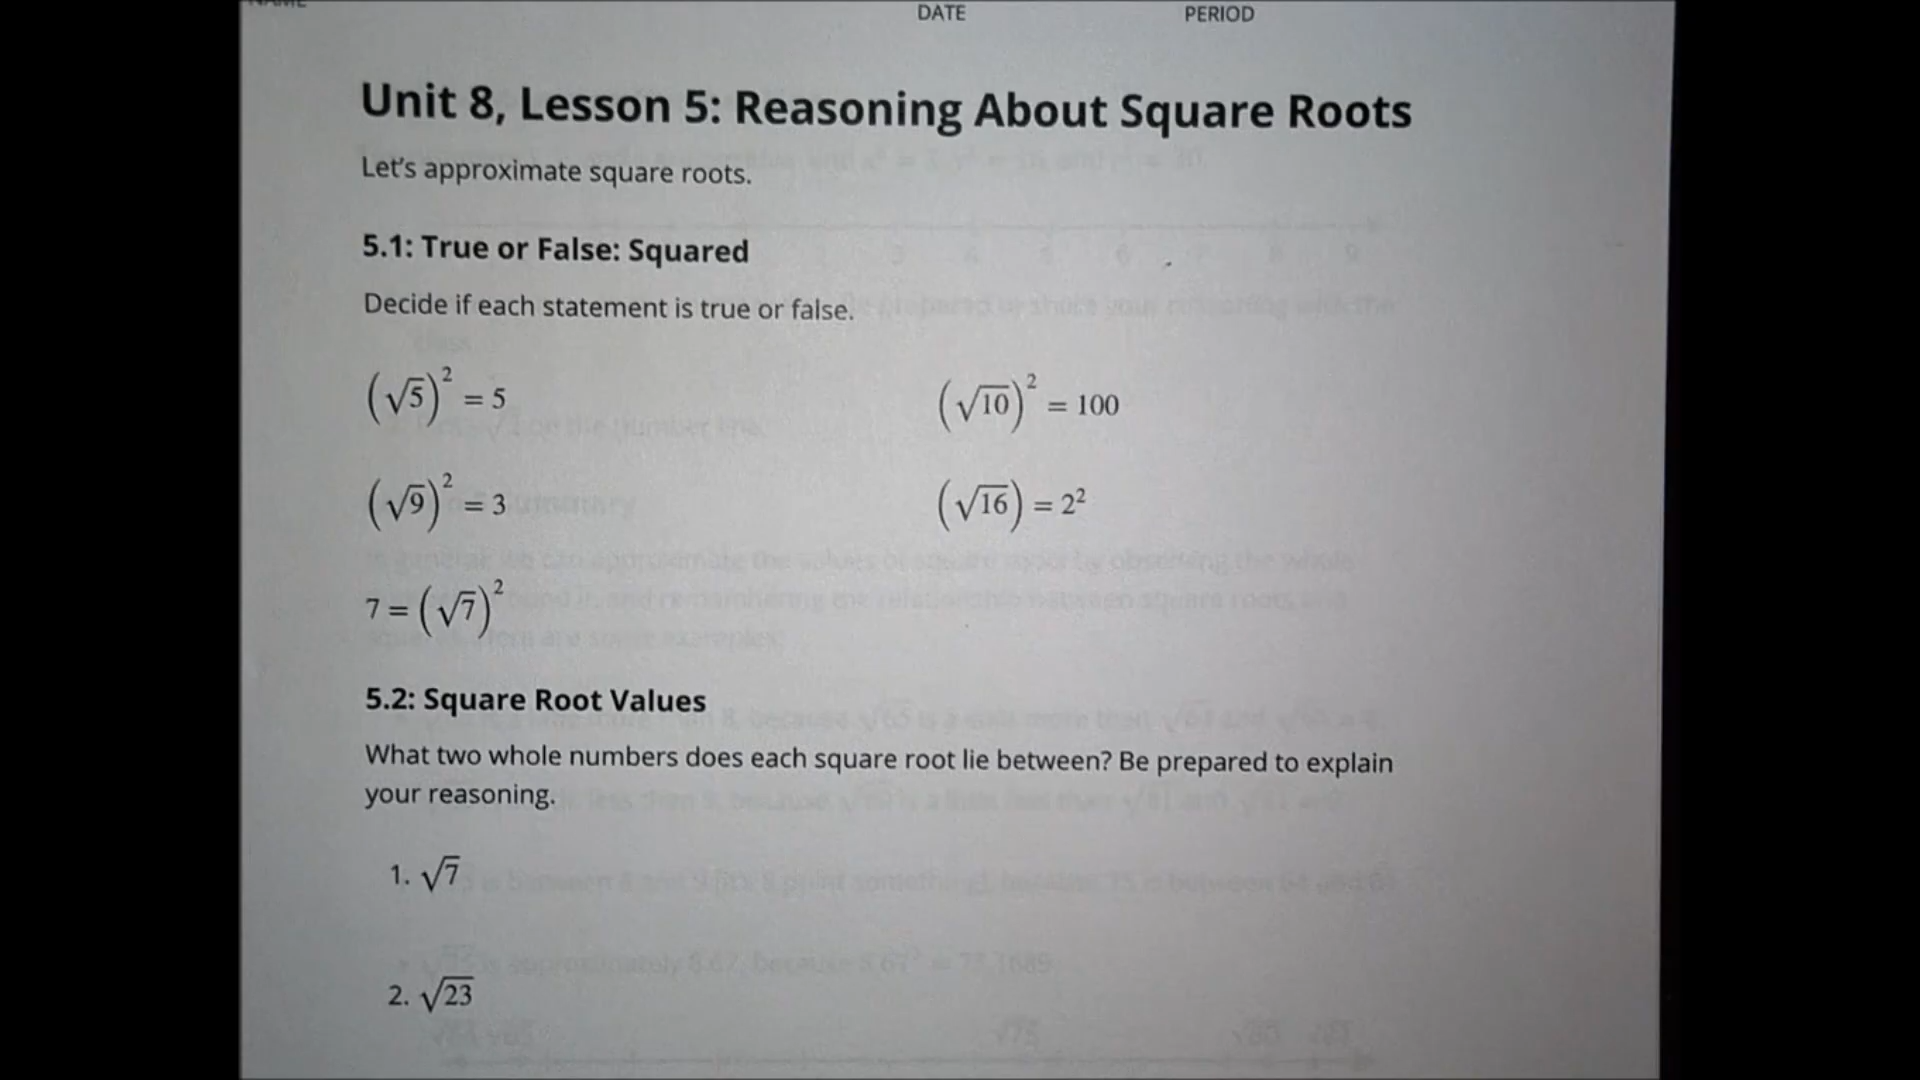 NAME DATE PERIOD
Unit 8, Lesson 5: Reasoning About Square Roots
Let's approximate square roots.
5.1: True or False: Squared
Decide if each statement is true or false.
(√5)² = 5 (√10)² = 100
(√9)² = 3 (√16) = 2²
7 = (√7)²
5.2: Square Root Values
What two whole numbers does each square root lie between? Be prepared to explain
your reasoning.
1. √7
2. √23